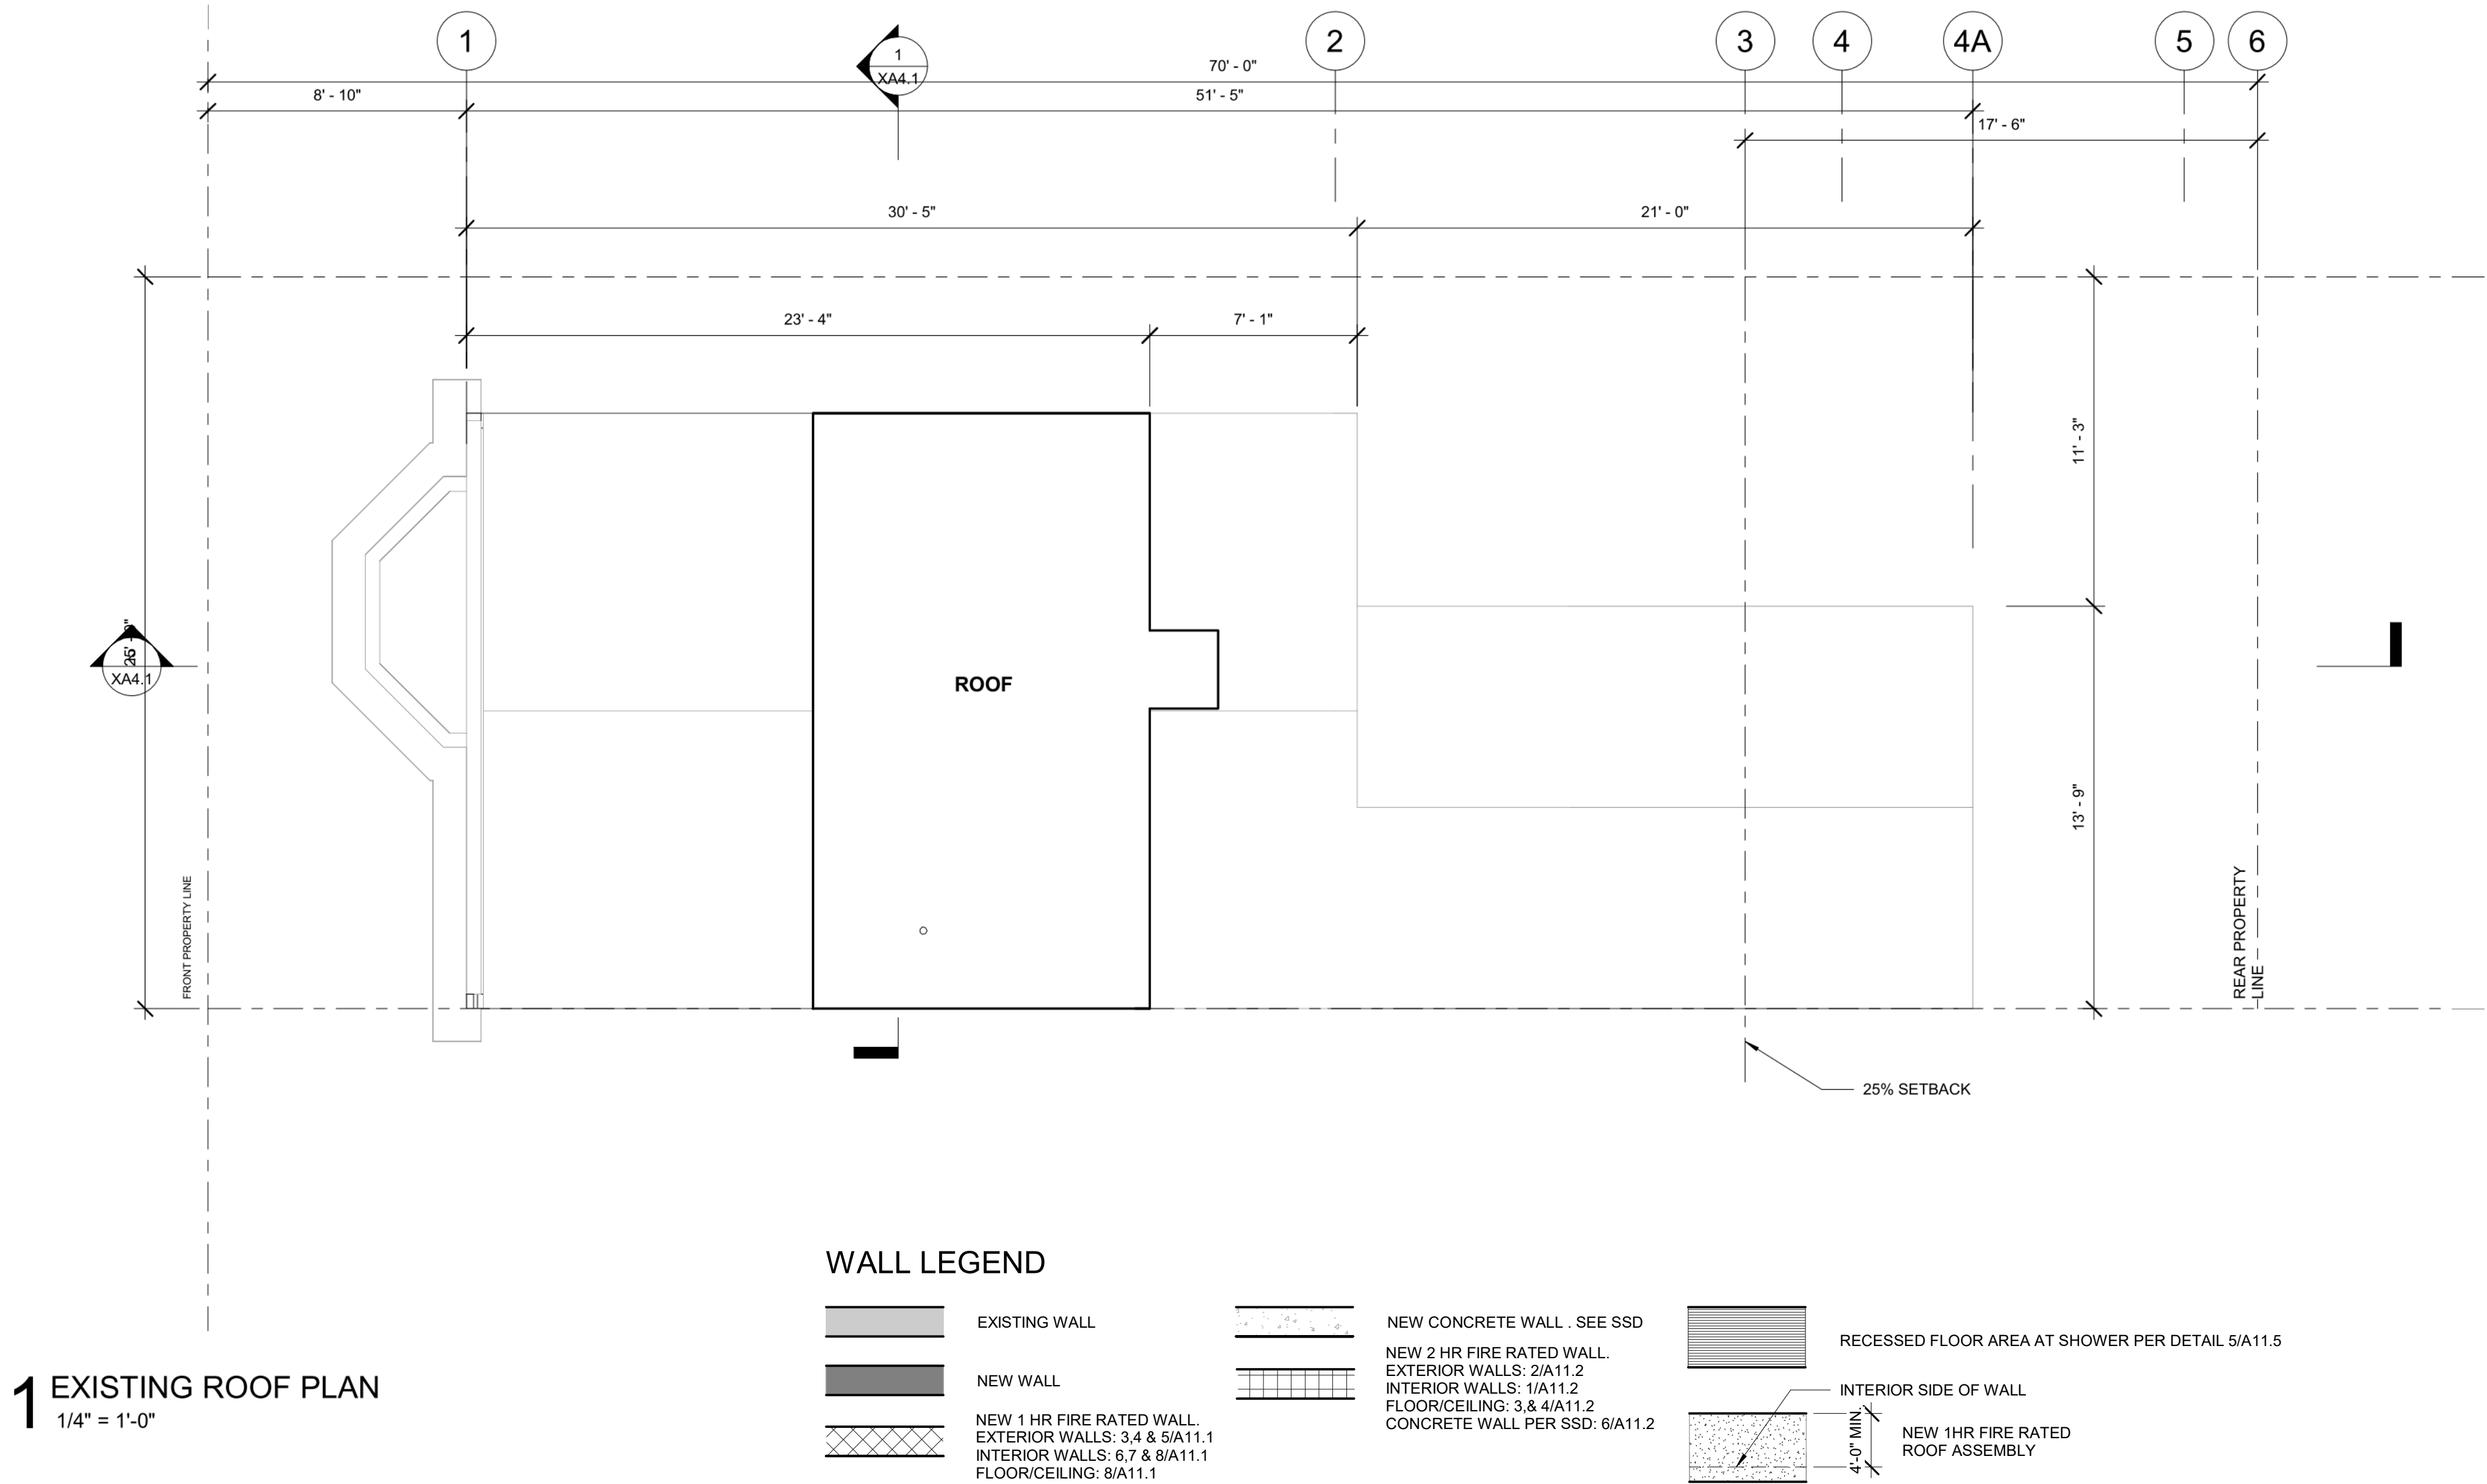 1
2
3
4
4A
5
6
1
XA4.1
70' - 0"
8' - 10"
51' - 5"
17' - 6"
30' - 5"
21' - 0"
23' - 4"
7' - 1"
11' - 3"
XA4.1
ROOF
13' - 9"
FRONT PROPERTY LINE
REAR PROPERTY
LINE
25% SETBACK
WALL LEGEND
EXISTING WALL
NEW WALL
NEW 1 HR FIRE RATED WALL.
EXTERIOR WALLS: 3,4 & 5/A11.1
INTERIOR WALLS: 6,7 & 8/A11.1
FLOOR/CEILING: 8/A11.1
NEW CONCRETE WALL . SEE SSD
NEW 2 HR FIRE RATED WALL.
EXTERIOR WALLS: 2/A11.2
INTERIOR WALLS: 1/A11.2
FLOOR/CEILING: 3,& 4/A11.2
CONCRETE WALL PER SSD: 6/A11.2
RECESSED FLOOR AREA AT SHOWER PER DETAIL 5/A11.5
INTERIOR SIDE OF WALL
4'-0" MIN.
NEW 1HR FIRE RATED
ROOF ASSEMBLY
1 EXISTING ROOF PLAN
1/4" = 1'-0"